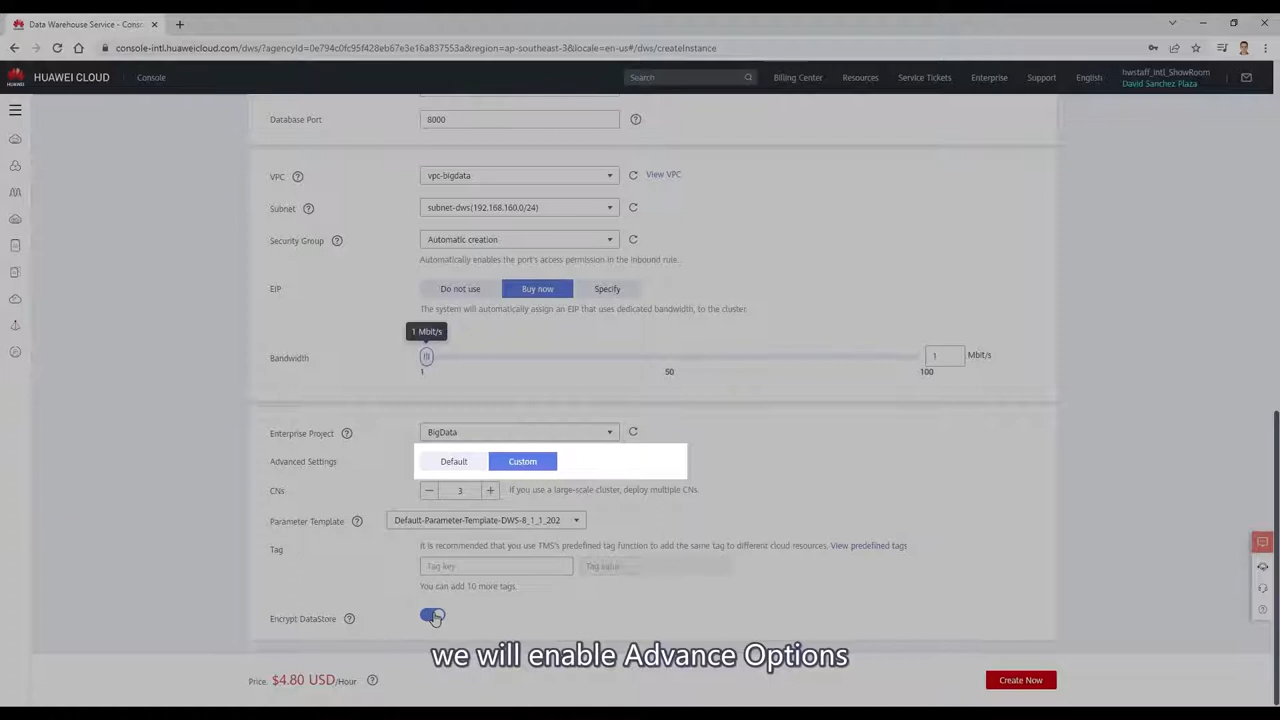 Data Warehouse Service - Conso
console-intl.huaweicloud.com/dws/?agencyId=0e794c0fc95f428eb67e3e16a837553a&region=ap-southeast-3&locale=en-us#/dws/createInstance
HUAWEI
HUAWEI CLOUD Console Search Billing Center Resources Service Tickets Enterprise Support English hwstaff_intl_ShowRoom
David Sanchez Plaza
Database Port 8000
VPC vpc-bigdata View VPC
Subnet subnet-dws(192.168.160.0/24)
Security Group Automatic creation
Automatically enables the port's access permission in the inbound rule.
EIP Do not use Buy now Specify
The system will automatically assign an EIP that uses dedicated bandwidth, to the cluster.
1 Mbit/s
Bandwidth 1 Mbit/s
1 50 100
Enterprise Project BigData
Advanced Settings Default Custom
CNs 3 If you use a large-scale cluster, deploy multiple CNs.
Parameter Template Default-Parameter-Template-DWS-8_1_1_202
Tag It is recommended that you use TMS's predefined tag function to add the same tag to different cloud resources. View predefined tags
Tag key Tag value
You can add 10 more tags.
Encrypt DataStore
we will enable Advance Options
Price: $4.80 USD/Hour Create Now